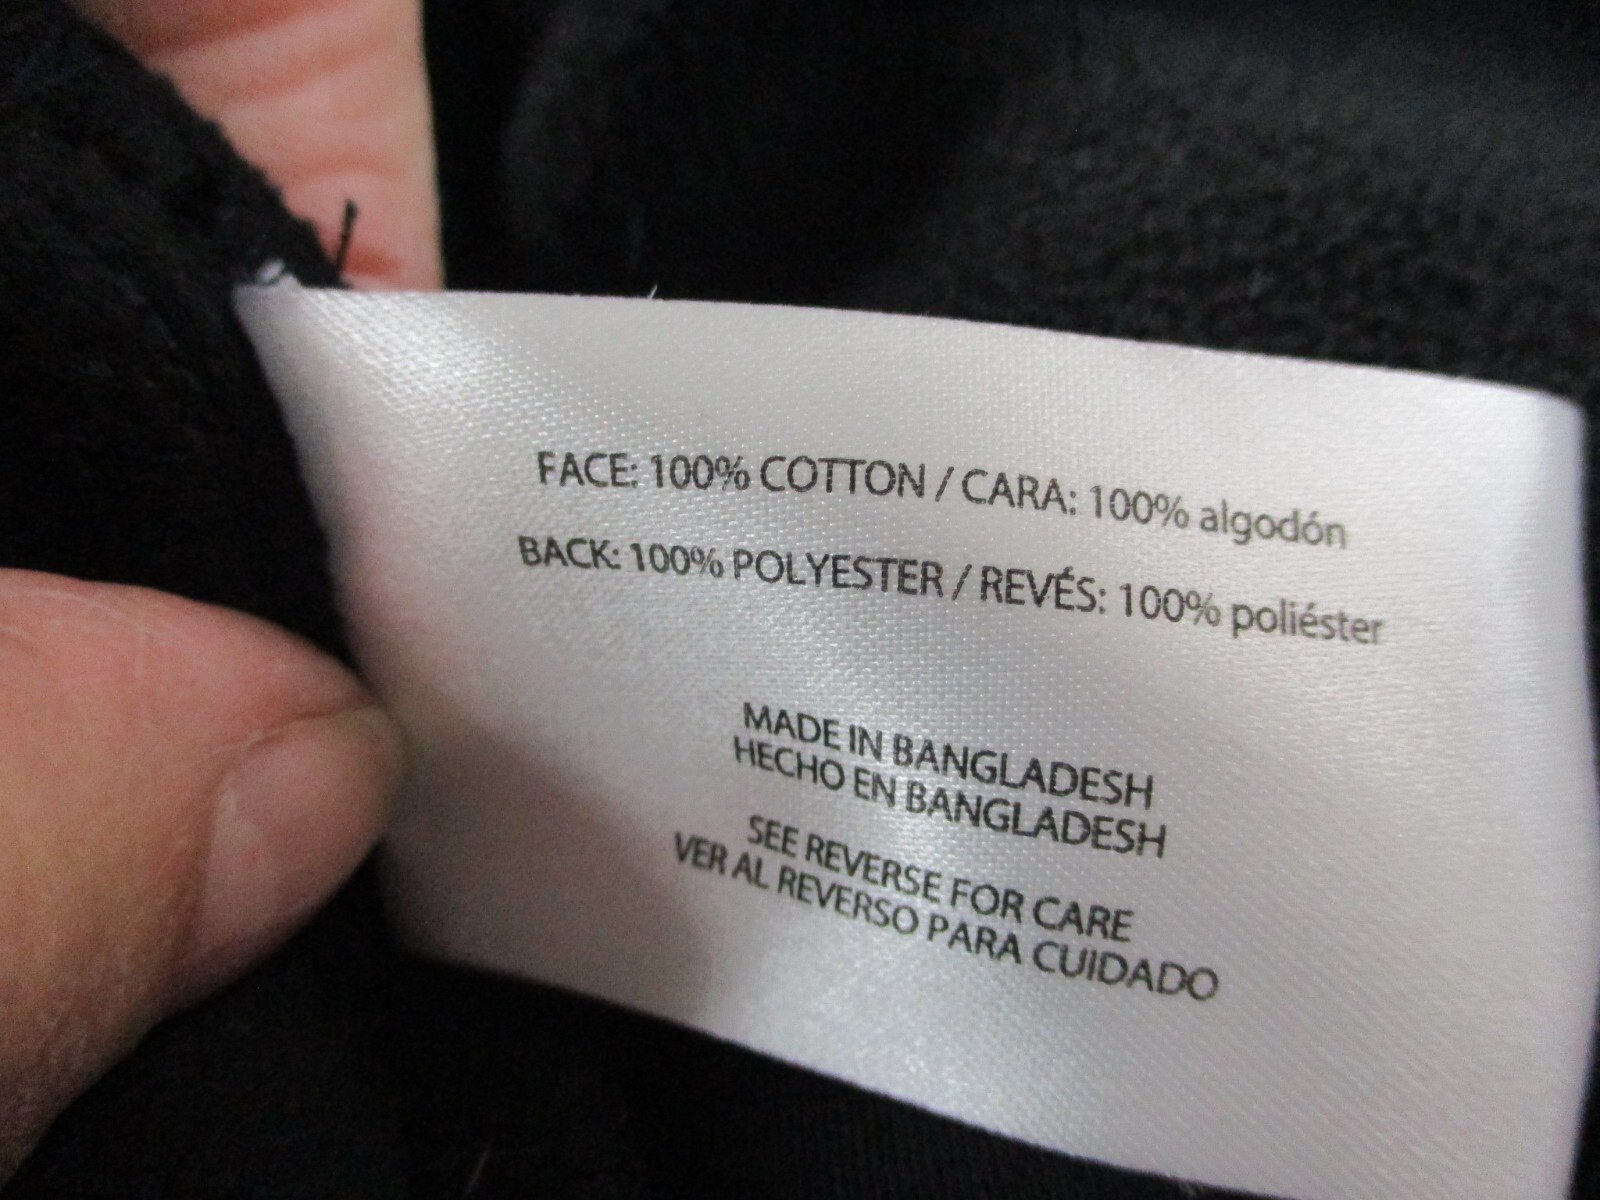 FACE: 100% COTTON / CARA: 100% algodón
BACK: 100% POLYESTER / REVÉS: 100% poliéster
MADE IN BANGLADESH
HECHO EN BANGLADESH
SEE REVERSE FOR CARE
VER AL REVERSO PARA CUIDADO